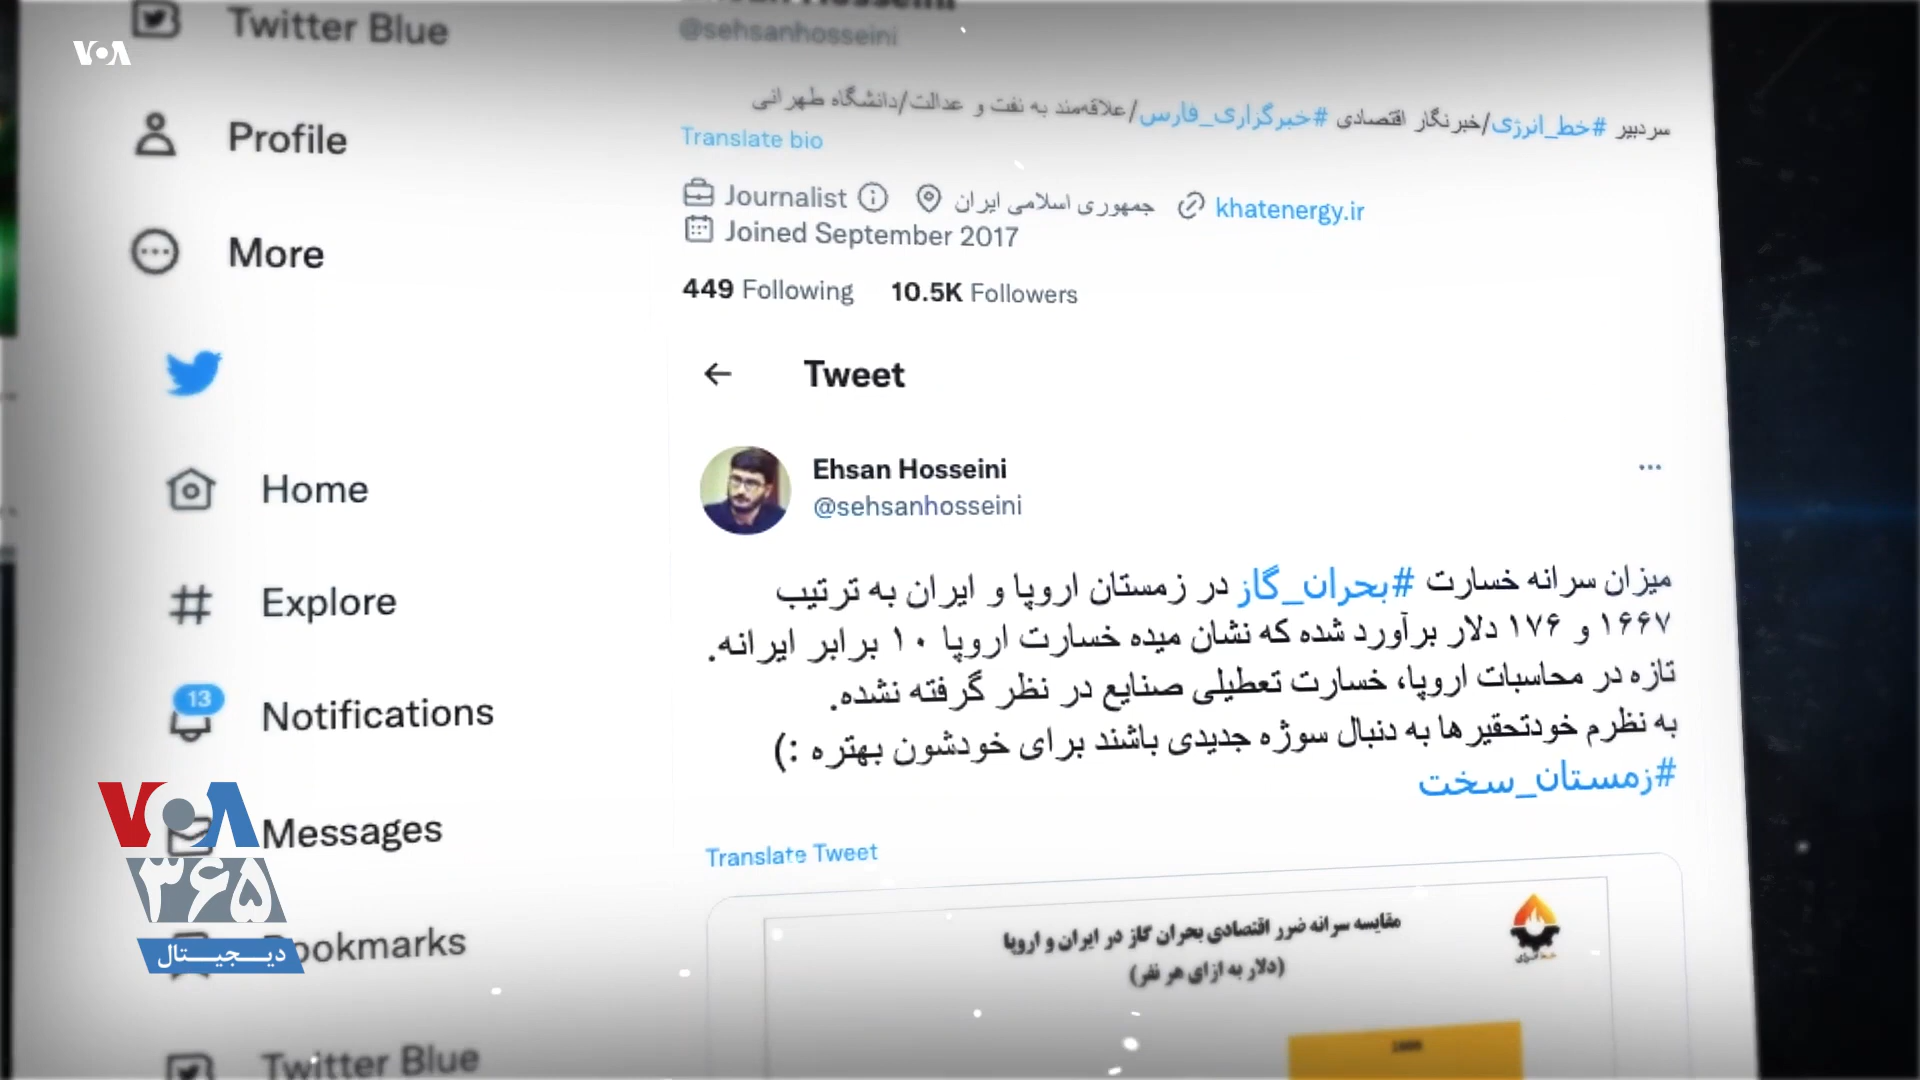 VOA
Twitter Blue
@sehsanhosseini
Profile
سردبیر #خط_انرژی/خبرنگار اقتصادی #خبرگزاری_فارس/علاقه‌مند به نفت و عدالت/دانشگاه طهرانی
Translate bio
Journalist جمهوری اسلامی ایران khatenergy.ir
Joined September 2017
More
449 Following 10.5K Followers
Tweet
Ehsan Hosseini
@sehsanhosseini
Home
Explore
13
Notifications
Messages
Bookmarks
Twitter Blue
میزان سرانه خسارت #بحران_گاز در زمستان اروپا و ایران به ترتیب
۱۶۶۷ و ۱۷۶ دلار برآورد شده که نشان میده خسارت اروپا ۱۰ برابر ایرانه.
تازه در محاسبات اروپا، خسارت تعطیلی صنایع در نظر گرفته نشده.
به نظرم خودتحقیرها به دنبال سوژه جدیدی باشند برای خودشون بهتره :)
#زمستان_سخت
Translate Tweet
مقایسه سرانه ضرر اقتصادی بحران گاز در ایران و اروپا
(دلار به ازای هر نفر)
VOA
۳۶۵
دیجیتال